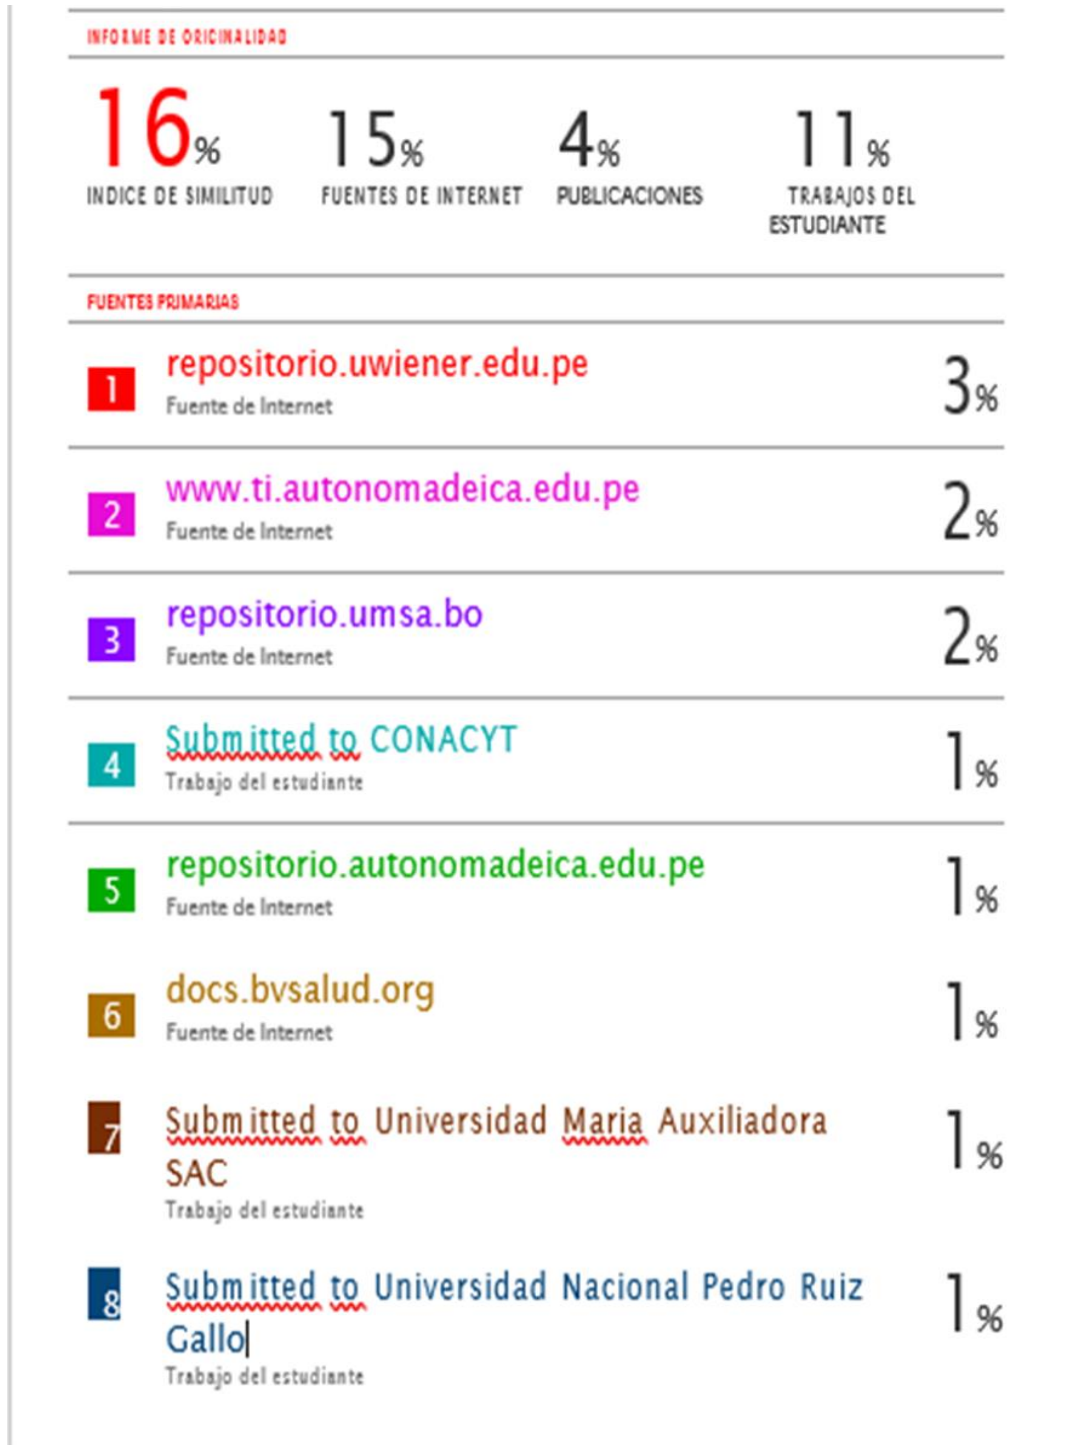 INFORME DE ORIGINALIDAD
16% 15% 4% 11%
INDICE DE SIMILITUD FUENTES DE INTERNET PUBLICACIONES TRABAJOS DEL
ESTUDIANTE
FUENTES PRIMARIAS
1 repositorio.uwiener.edu.pe 3%
Fuente de Internet
2 www.ti.autonomadeica.edu.pe 2%
Fuente de Internet
3 repositorio.umsa.bo 2%
Fuente de Internet
4 Submitted to CONACYT 1%
Trabajo del estudiante
5 repositorio.autonomadeica.edu.pe 1%
Fuente de Internet
6 docs.bvsalud.org 1%
Fuente de Internet
7 Submitted to Universidad Maria Auxiliadora 1%
SAC
Trabajo del estudiante
8 Submitted to Universidad Nacional Pedro Ruiz 1%
Gallo
Trabajo del estudiante